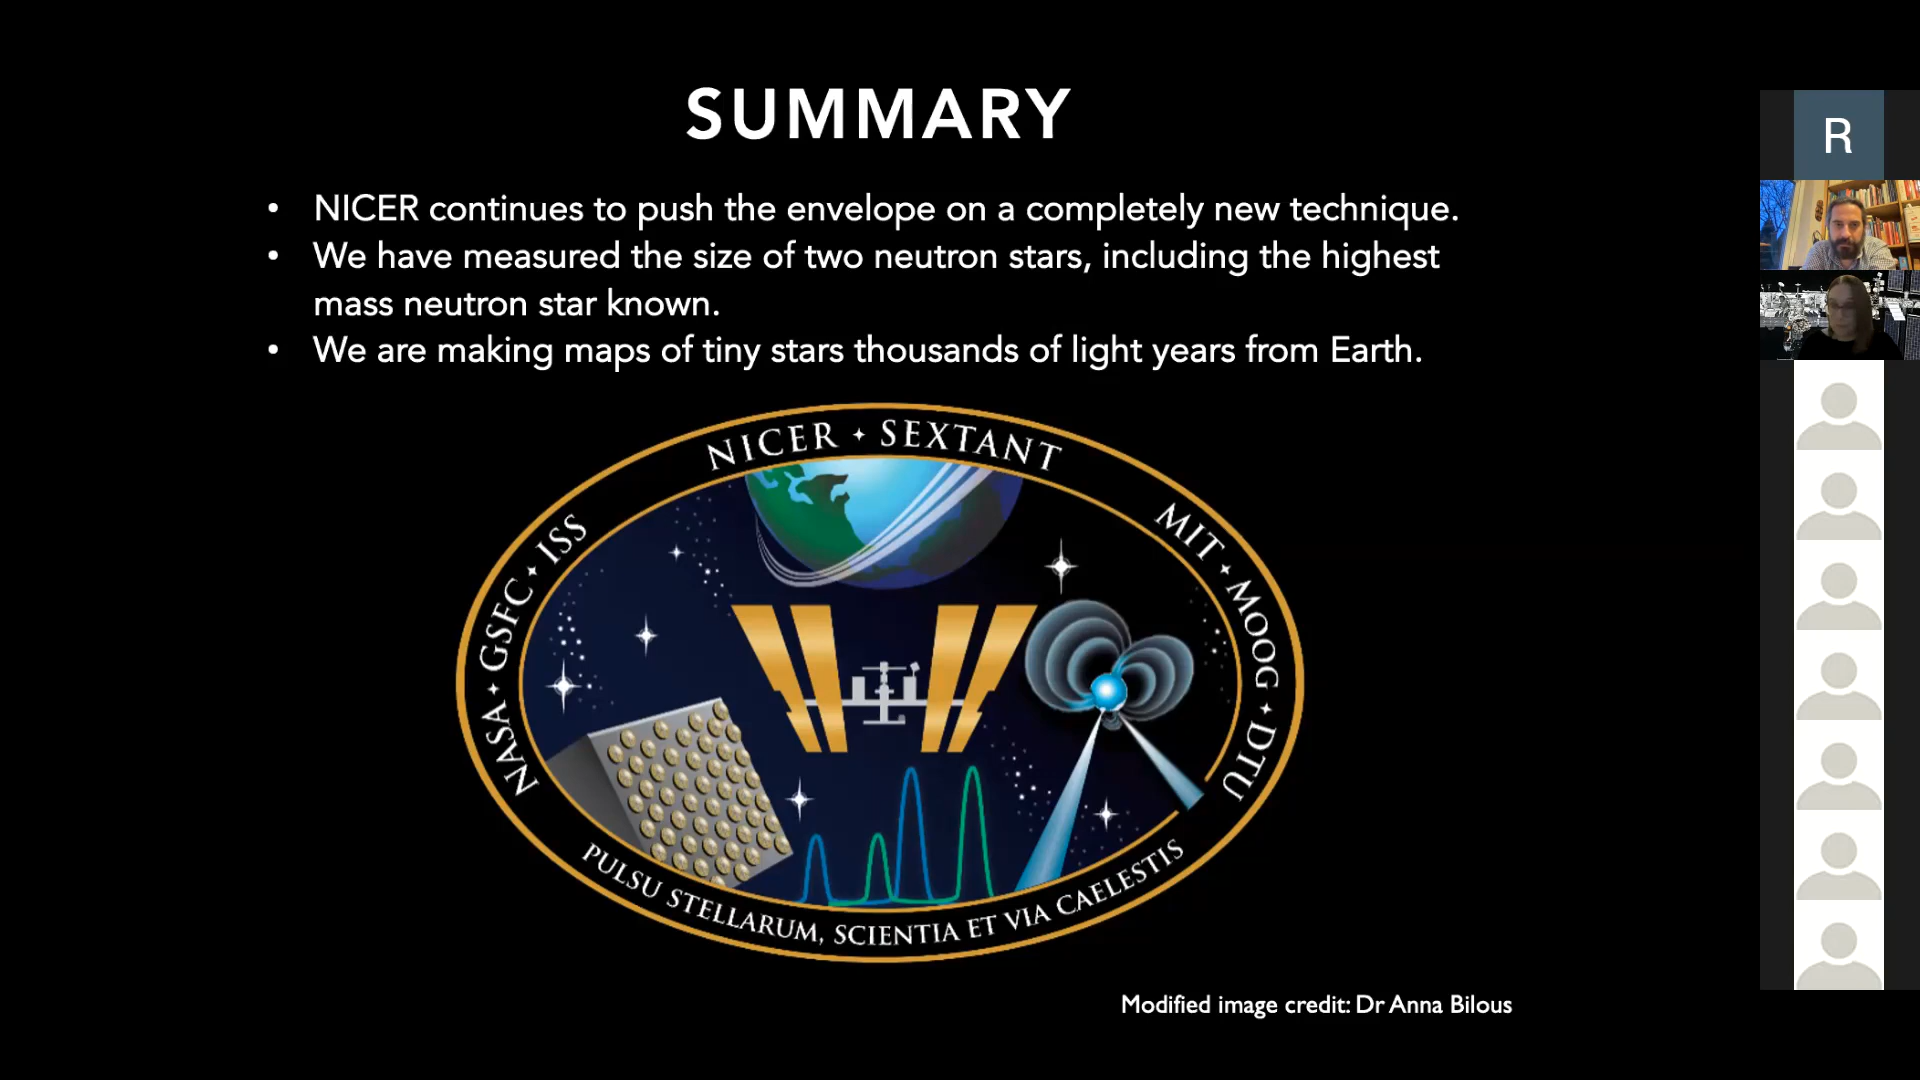 SUMMARY
• NICER continues to push the envelope on a completely new technique.
• We have measured the size of two neutron stars, including the highest
mass neutron star known.
• We are making maps of tiny stars thousands of light years from Earth.
NICER ✦ SEXTANT
NASA ✦ GSFC ✦ ISS
MIT ✦ MOOG ✦ DTU
PULSU STELLARUM, SCIENTIA ET VIA CAELESTIS
Modified image credit: Dr Anna Bilous
R